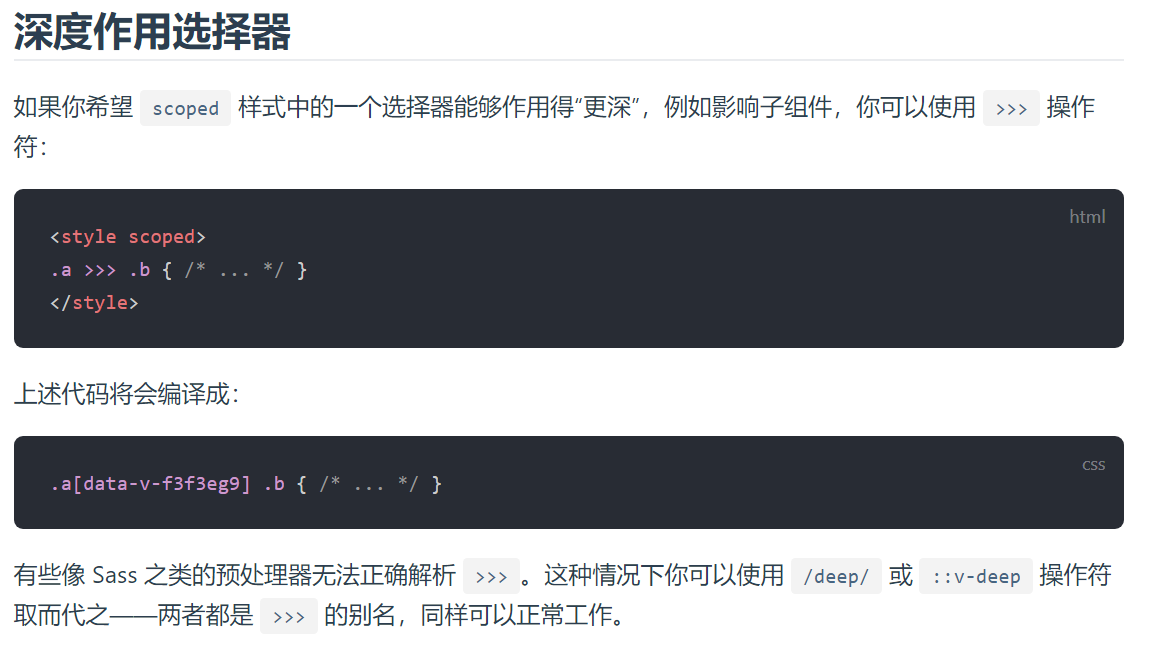 深度作用选择器
如果你希望 scoped 样式中的一个选择器能够作用得“更深”，例如影响子组件，你可以使用 >>> 操作
符：
html
<style scoped>
.a >>> .b { /* ... */ }
</style>
上述代码将会编译成：
css
.a[data-v-f3f3eg9] .b { /* ... */ }
有些像 Sass 之类的预处理器无法正确解析 >>> 。这种情况下你可以使用 /deep/ 或 ::v-deep 操作符
取而代之——两者都是 >>> 的别名，同样可以正常工作。